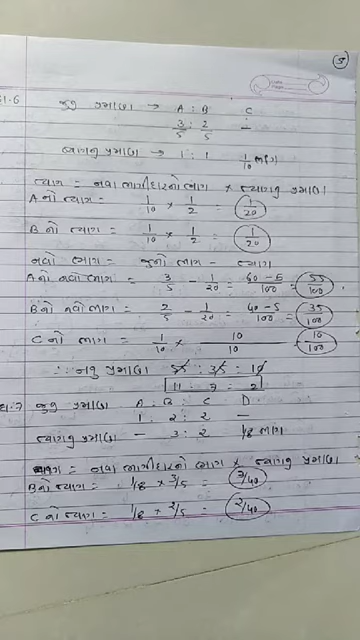 5
દા.6 જુનુ પ્રમાણ → A : B C
3/5 : 2/5 –
ત્યાગનું પ્રમાણ → 1 : 1 1/10 ભાગ
ત્યાગ = નવા ભાગીદારનો ભાગ × ત્યાગનું પ્રમાણ
A નો ત્યાગ = 1/10 × 1/2 = 1/20
B નો ત્યાગ = 1/10 × 1/2 = 1/20
નવો ભાગ = જુનો ભાગ - ત્યાગ
A નો નવો ભાગ = 3/5 - 1/20 = 60 - 5/100 = 55/100
B નો નવો ભાગ = 2/5 - 1/20 = 40 - 5/100 = 35/100
C નો ભાગ = 1/10 × 10/10 = 10/100
∴ નવુ પ્રમાણ 55 : 35 : 10
11 : 7 : 2
દા.7 જુનુ પ્રમાણ A : B : C D
1 : 2 : 2 –
ત્યાગનું પ્રમાણ – 3 : 2 1/8 ભાગ
ત્યાગ = નવા ભાગીદારનો ભાગ × ત્યાગનું પ્રમાણ
B નો ત્યાગ = 1/8 × 3/5 = 3/40
C નો ત્યાગ = 1/8 × 2/5 = 2/40